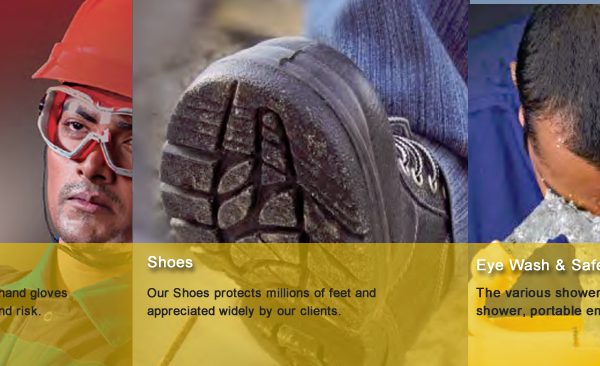 hand gloves
nd risk.
Shoes
Our Shoes protects millions of feet and
appreciated widely by our clients.
Eye Wash & Safe
The various shower
shower, portable en